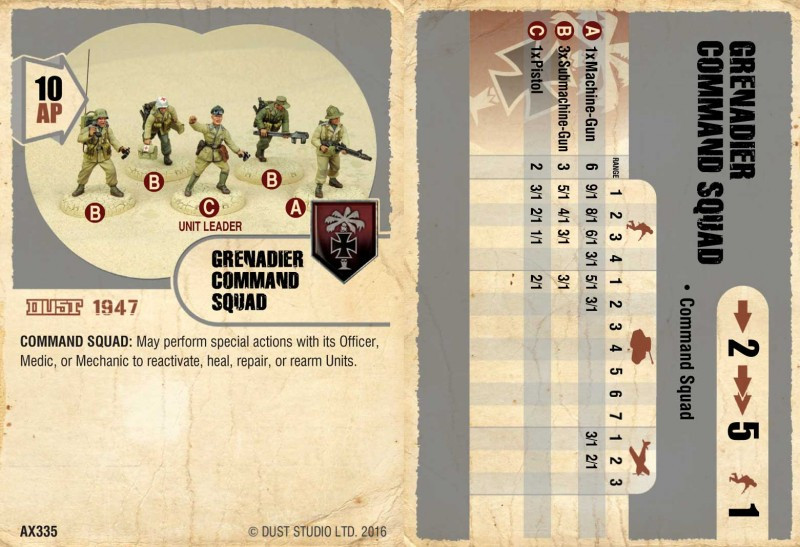 10
AP
B
B
C
B
A
UNIT LEADER
GRENADIER
COMMAND
SQUAD
DUST 1947
COMMAND SQUAD: May perform special actions with its Officer,
Medic, or Mechanic to reactivate, heal, repair, or rearm Units.
AX335
© DUST STUDIO LTD. 2016
GRENADIER
COMMAND SQUAD
2 5 1
• Command Squad
RANGE 1 2 3 4 1 2 3 4 5 6 7 1 2 3
A 1xMachine-Gun 6 9/1 8/1 6/1 3/1 5/1 3/1 3/1 2/1
B 3xSubmachine-Gun 3 5/1 4/1 3/1 3/1
C 1xPistol 2 3/1 2/1 1/1 2/1